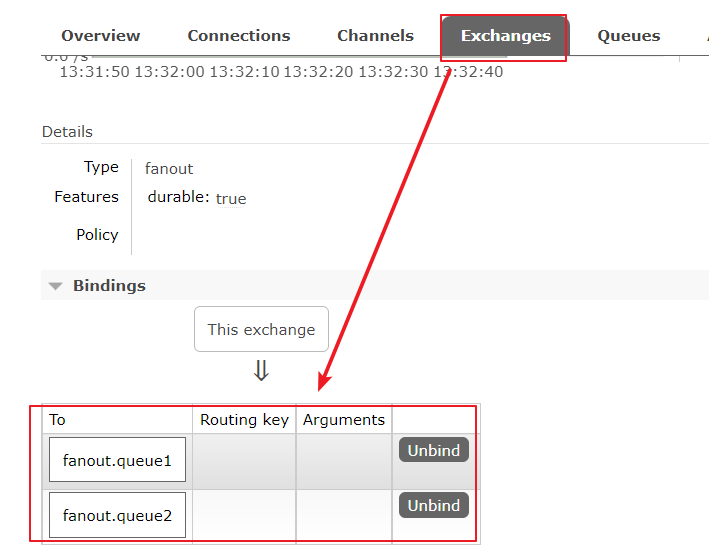 Overview Connections Channels Exchanges Queues
13:31:50 13:32:00 13:32:10 13:32:20 13:32:30 13:32:40
Details
Type fanout
Features durable: true
Policy
Bindings
This exchange
⇓
To Routing key Arguments
fanout.queue1 Unbind
fanout.queue2 Unbind